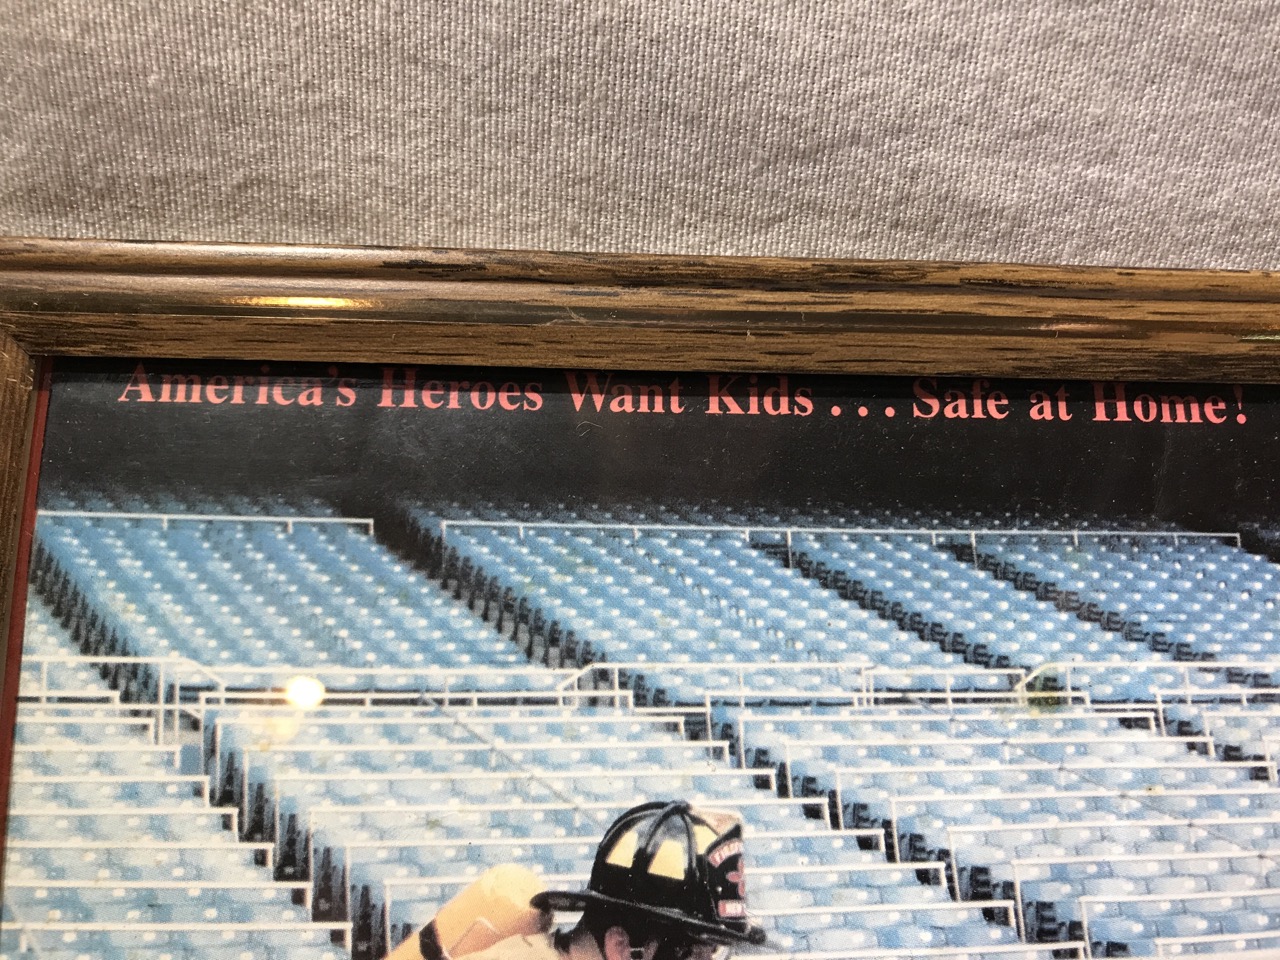 America's Heroes Want Kids . . . Safe at Home!